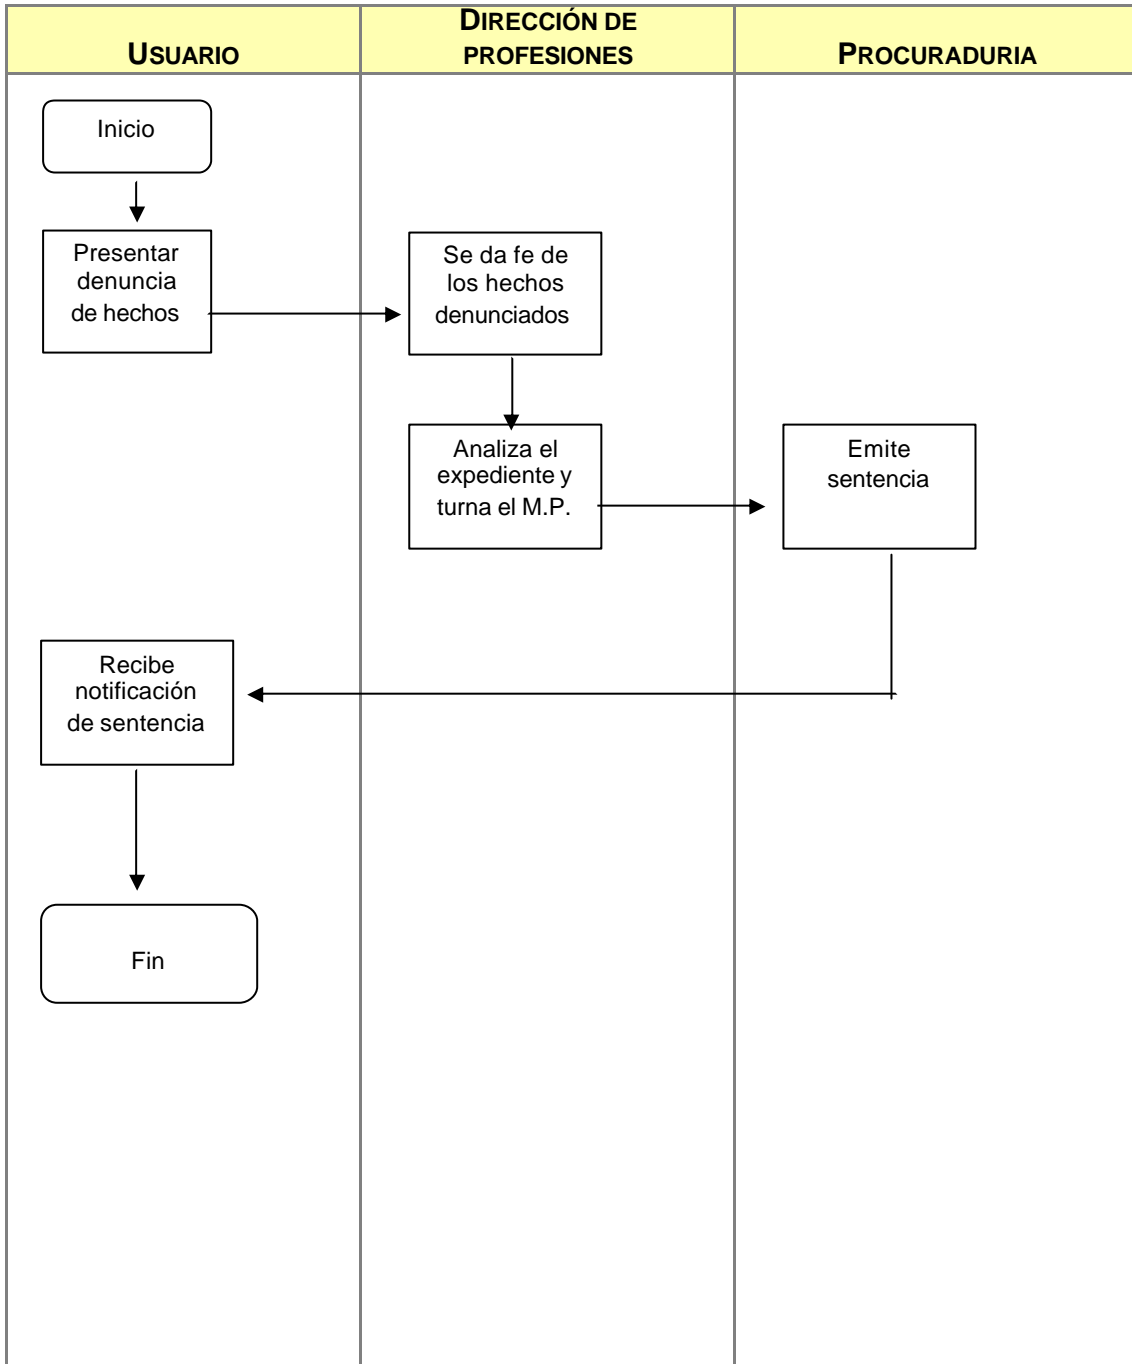 USUARIO
DIRECCIÓN DE
PROFESIONES
PROCURADURIA
Inicio
Presentar
denuncia
de hechos
Se da fe de
los hechos
denunciados
Analiza el
expediente y
turna el M.P.
Emite
sentencia
Recibe
notificación
de sentencia
Fin